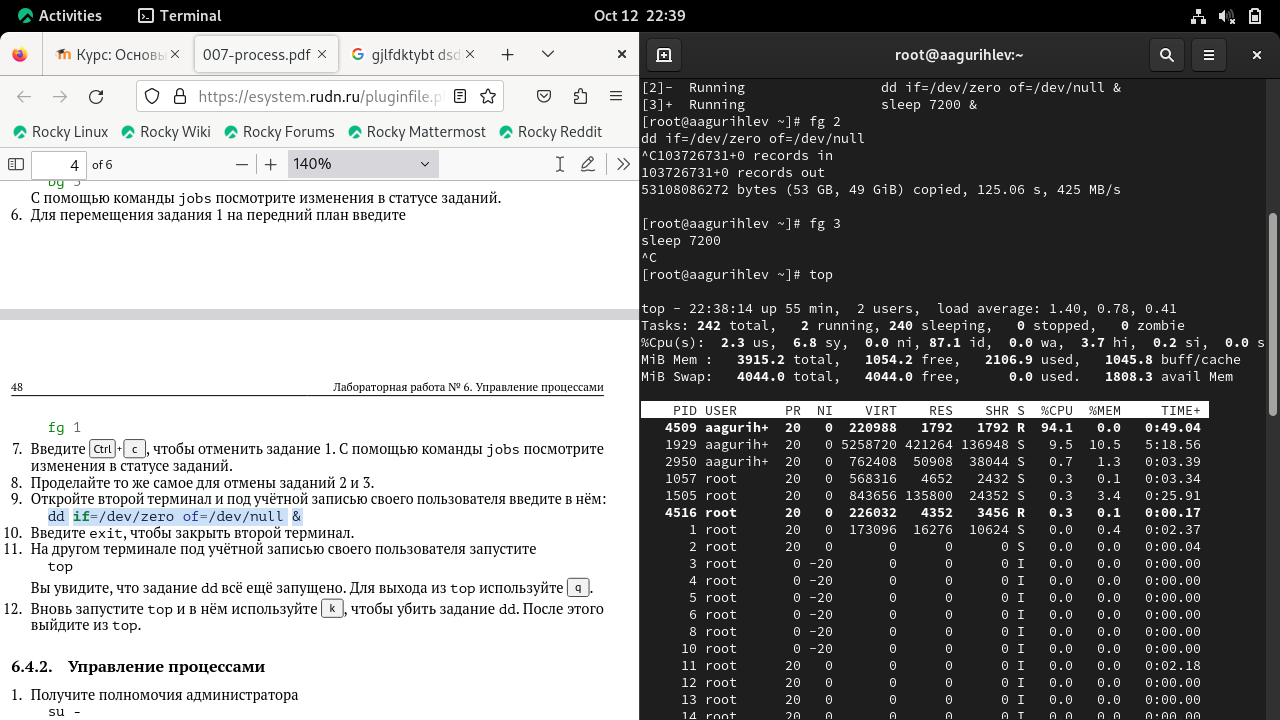 Activities Terminal Oct 12 22:39
Курс: Основы 007-process.pdf gjlfdktybt dsd
https://esystem.rudn.ru/pluginfile.p
Rocky Linux Rocky Wiki Rocky Forums Rocky Mattermost Rocky Reddit
4 of 6 140%
bg 3
С помощью команды jobs посмотрите изменения в статусе заданий.
6. Для перемещения задания 1 на передний план введите
48 Лабораторная работа № 6. Управление процессами
fg 1
7. Введите Ctrl + c , чтобы отменить задание 1. С помощью команды jobs посмотрите
изменения в статусе заданий.
8. Проделайте то же самое для отмены заданий 2 и 3.
9. Откройте второй терминал и под учётной записью своего пользователя введите в нём:
dd if=/dev/zero of=/dev/null &
10. Введите exit, чтобы закрыть второй терминал.
11. На другом терминале под учётной записью своего пользователя запустите
top
Вы увидите, что задание dd всё ещё запущено. Для выхода из top используйте q .
12. Вновь запустите top и в нём используйте k , чтобы убить задание dd. После этого
выйдите из top.
6.4.2. Управление процессами
1. Получите полномочия администратора
su -
root@aagurihlev:~
[2]-  Running                 dd if=/dev/zero of=/dev/null &
[3]+  Running                 sleep 7200 &
[root@aagurihlev ~]# fg 2
dd if=/dev/zero of=/dev/null
^C103726731+0 records in
103726731+0 records out
53108086272 bytes (53 GB, 49 GiB) copied, 125.06 s, 425 MB/s
[root@aagurihlev ~]# fg 3
sleep 7200
^C
[root@aagurihlev ~]# top
top - 22:38:14 up 55 min,  2 users,  load average: 1.40, 0.78, 0.41
Tasks: 242 total,   2 running, 240 sleeping,   0 stopped,   0 zombie
%Cpu(s):  2.3 us,  6.8 sy,  0.0 ni, 87.1 id,  0.0 wa,  3.7 hi,  0.2 si,  0.0 s
MiB Mem :   3915.2 total,   1054.2 free,   2106.9 used,   1045.8 buff/cache
MiB Swap:   4044.0 total,   4044.0 free,      0.0 used.   1808.3 avail Mem
PID USER      PR  NI    VIRT    RES    SHR S  %CPU  %MEM     TIME+
4509 aagurih+  20   0  220988   1792   1792 R  94.1   0.0   0:49.04
1929 aagurih+  20   0 5258720 421264 136948 S   9.5  10.5   5:18.56
2950 aagurih+  20   0  762408  50908  38044 S   0.7   1.3   0:03.39
1057 root      20   0  568316   4652   2432 S   0.3   0.1   0:03.34
1505 root      20   0  843656 135800  24352 S   0.3   3.4   0:25.91
4516 root      20   0  226032   4352   3456 R   0.3   0.1   0:00.17
1 root      20   0  173096  16276  10624 S   0.0   0.4   0:02.37
2 root      20   0       0      0      0 S   0.0   0.0   0:00.04
3 root       0 -20       0      0      0 I   0.0   0.0   0:00.00
4 root       0 -20       0      0      0 I   0.0   0.0   0:00.00
5 root       0 -20       0      0      0 I   0.0   0.0   0:00.00
6 root       0 -20       0      0      0 I   0.0   0.0   0:00.00
8 root       0 -20       0      0      0 I   0.0   0.0   0:00.00
10 root       0 -20       0      0      0 I   0.0   0.0   0:00.00
11 root      20   0       0      0      0 I   0.0   0.0   0:02.18
12 root      20   0       0      0      0 I   0.0   0.0   0:00.00
13 root      20   0       0      0      0 I   0.0   0.0   0:00.00
14 root      20   0       0      0      0 I   0.0   0.0   0:00.00